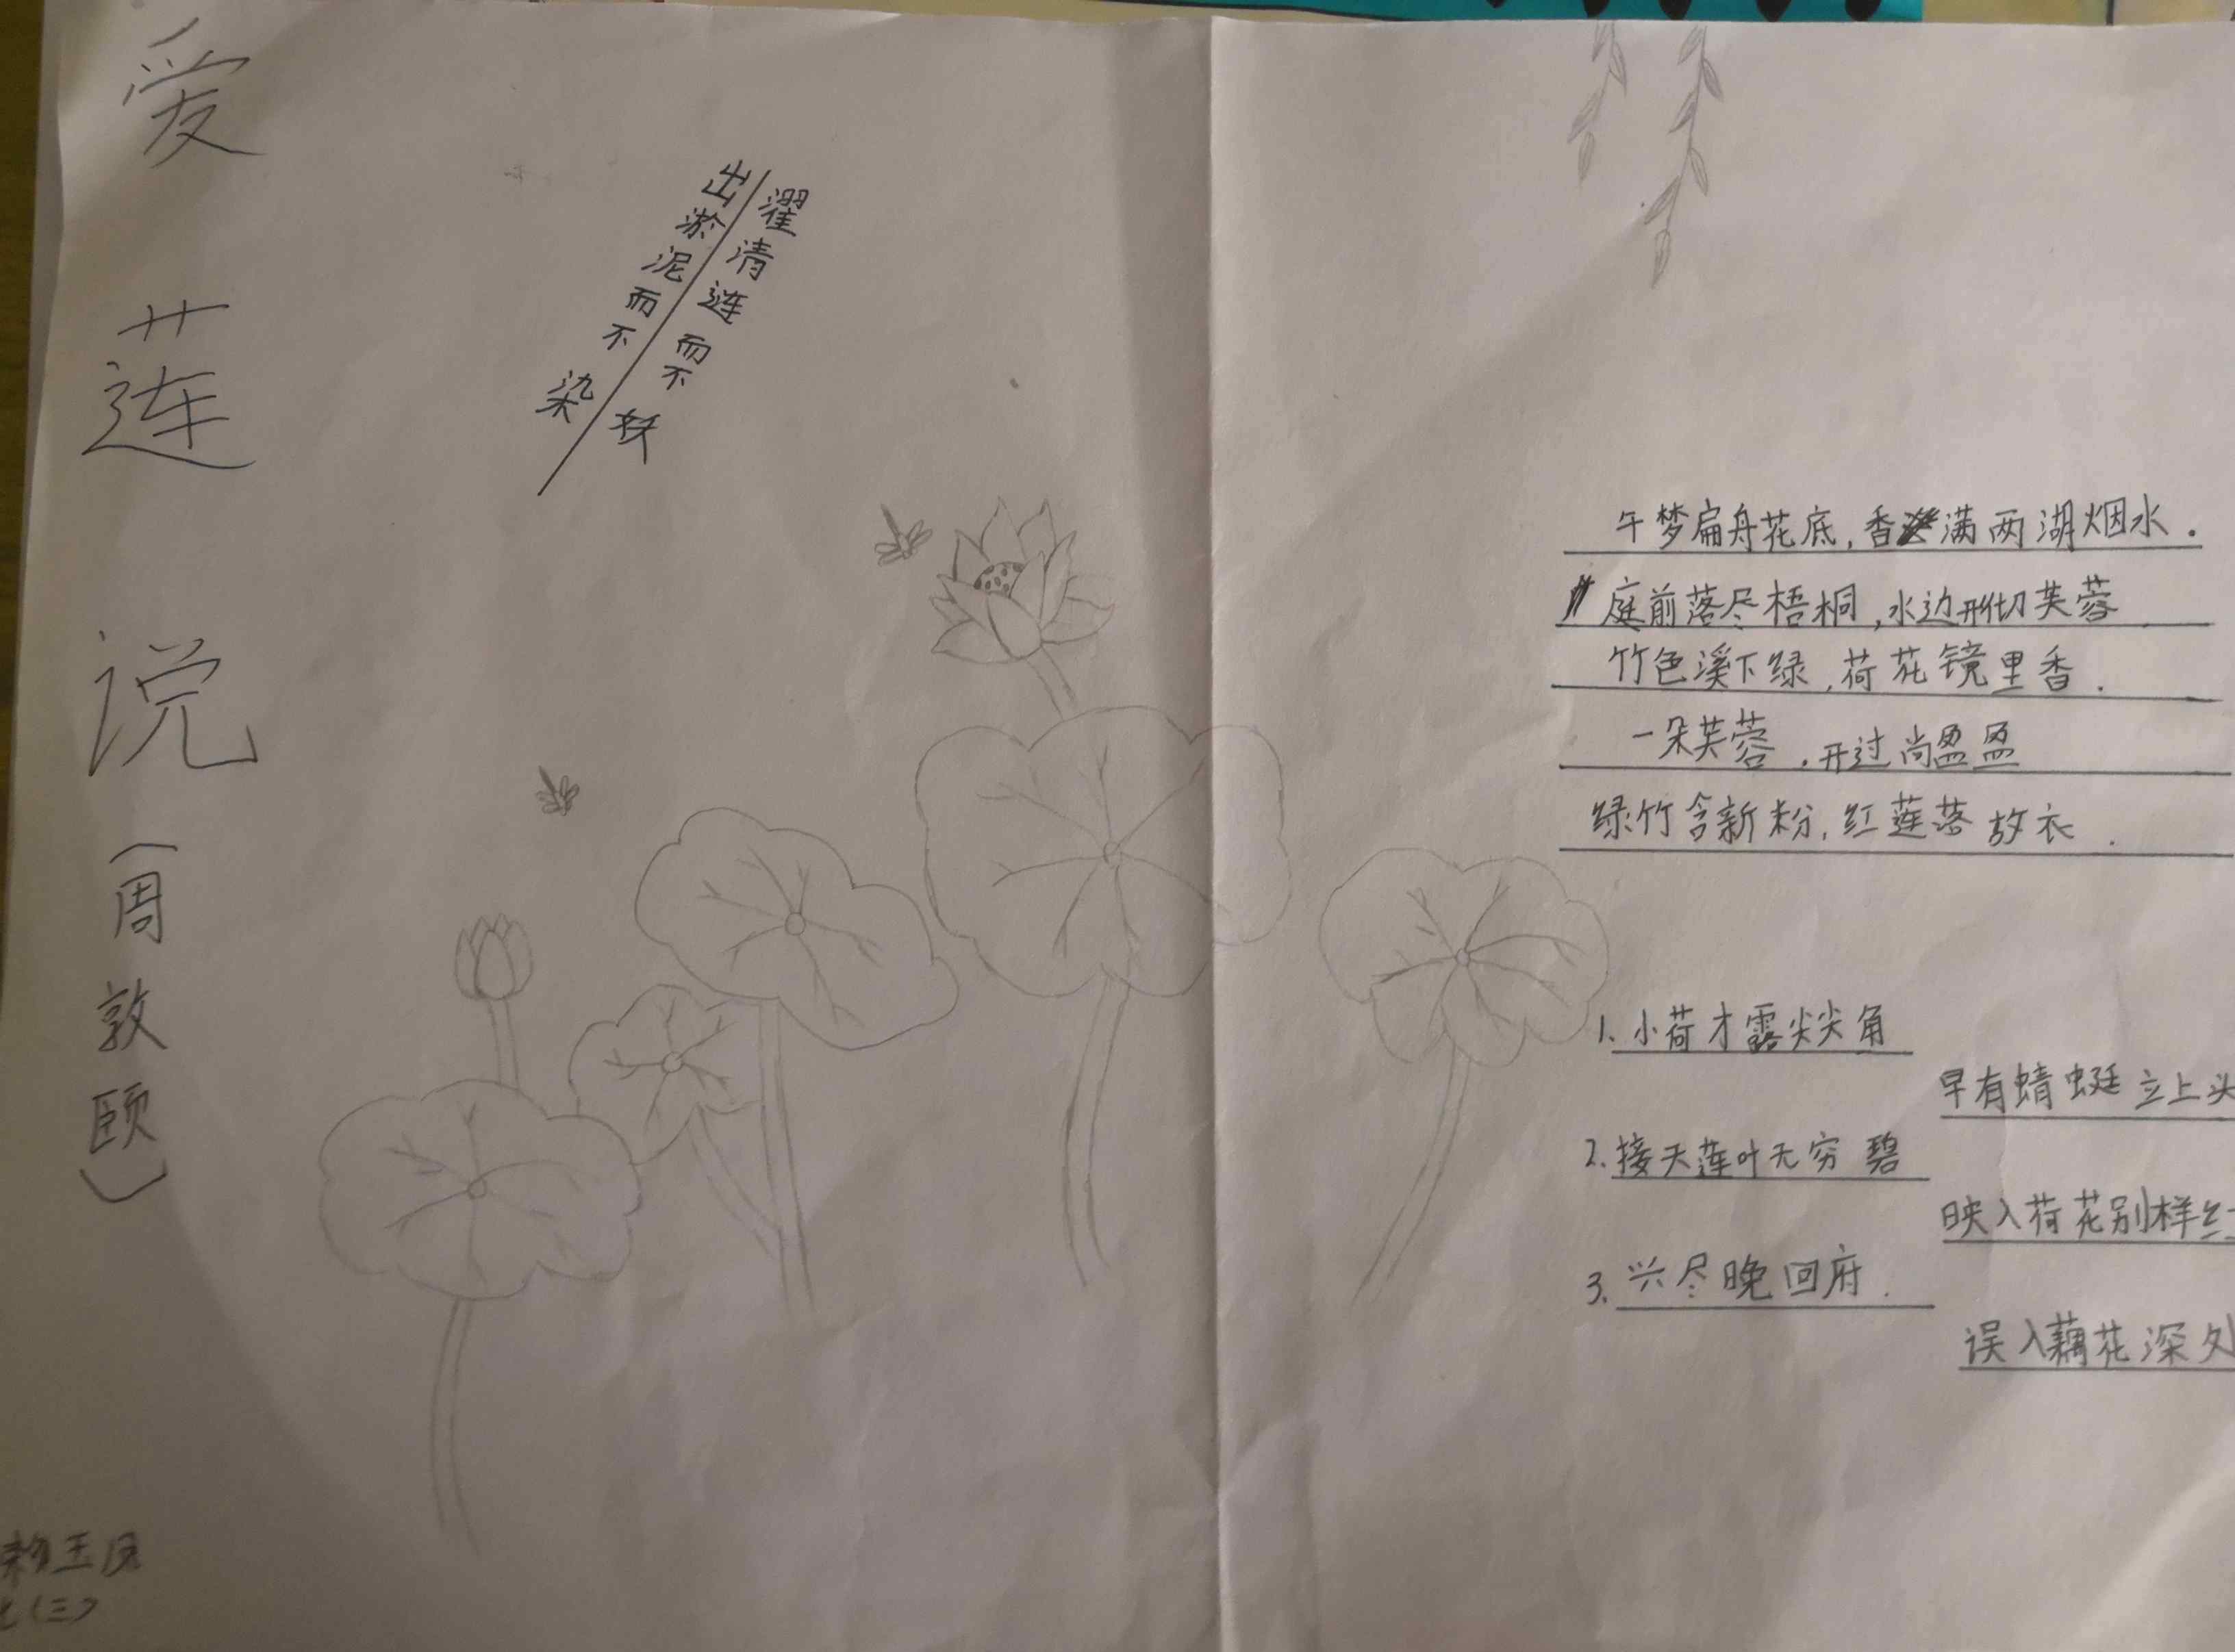 爱莲说(周敦颐)
濯清涟而不妖
出淤泥而不染
午梦扁舟花底,香满两湖烟水.
庭前落尽梧桐,水边开彻芙蓉
竹色溪下绿,荷花镜里香.
一朵芙蓉,开过尚盈盈
绿竹含新粉,红莲落故衣.
1.小荷才露尖尖角
早有蜻蜓立上头
2.接天莲叶无穷碧
映入荷花别样红
3.兴尽晚回府.
误入藕花深处
(三)